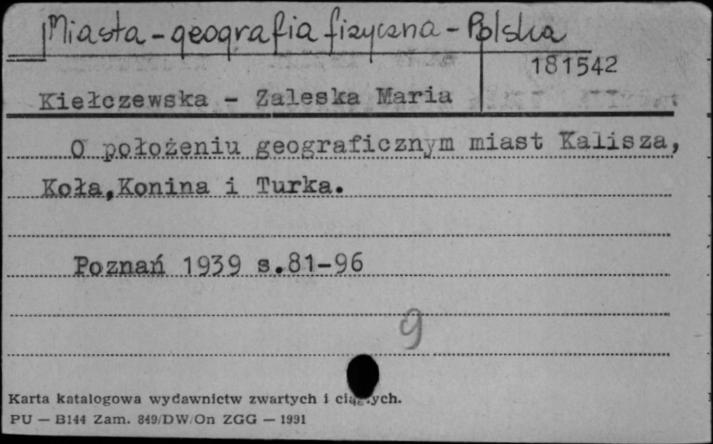 Miasta - geografia fizyczna - Polska
181542
Kiełczewska - Zaleska Maria
O położeniu geograficznym miast Kalisza,
Koła, Konina i Turka.
Poznań 1939 s.81-96
9
Karta katalogowa wydawnictw zwartych i
PU — B144 Zam. 849/DW/On ZGG — 1991